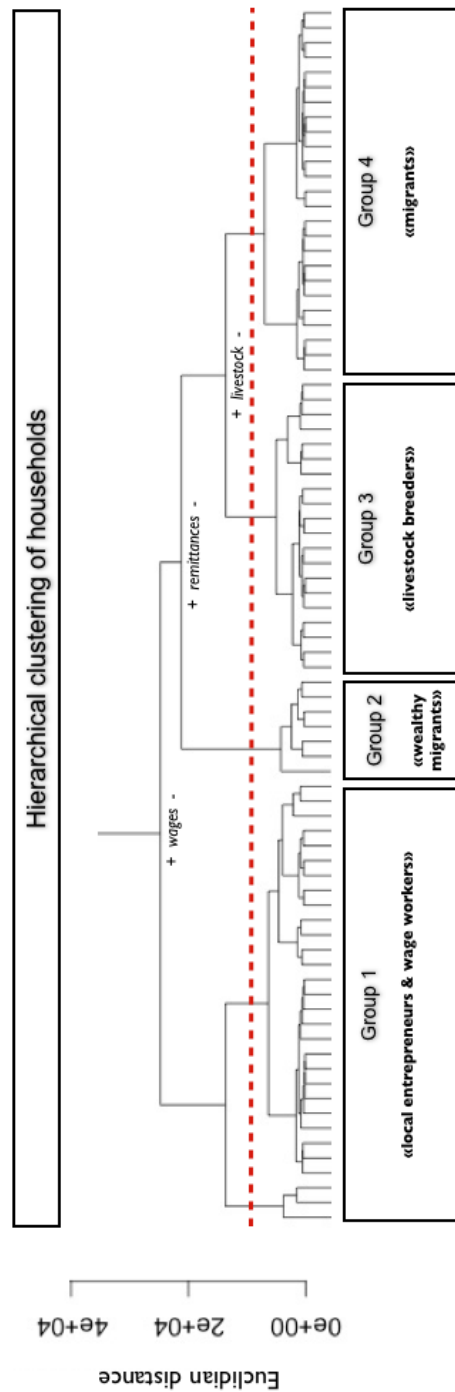 Hierarchical clustering of households
Euclidian distance
4e+04
2e+04
0e+00
+ wages -
+ remittances -
+ livestock -
Group 1
«local entrepreneurs & wage workers»
Group 2
«wealthy
migrants»
Group 3
«livestock breeders»
Group 4
«migrants»